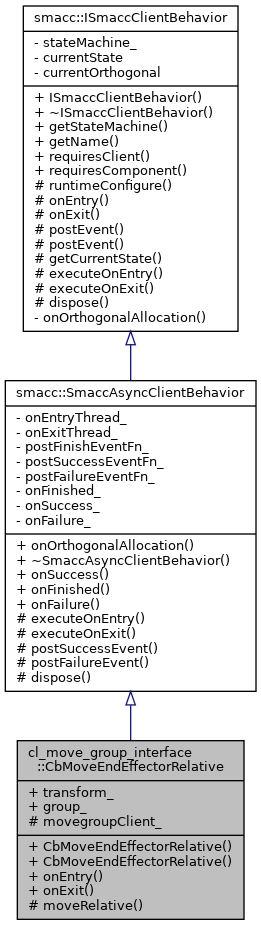 smacc::ISmaccClientBehavior
- stateMachine_
- currentState
- currentOrthogonal
+ ISmaccClientBehavior()
+ ~ISmaccClientBehavior()
+ getStateMachine()
+ getName()
+ requiresClient()
+ requiresComponent()
# runtimeConfigure()
# onEntry()
# onExit()
# postEvent()
# postEvent()
# getCurrentState()
# executeOnEntry()
# executeOnExit()
# dispose()
- onOrthogonalAllocation()
smacc::SmaccAsyncClientBehavior
- onEntryThread_
- onExitThread_
- postFinishEventFn_
- postSuccessEventFn_
- postFailureEventFn_
- onFinished_
- onSuccess_
- onFailure_
+ onOrthogonalAllocation()
+ ~SmaccAsyncClientBehavior()
+ onSuccess()
+ onFinished()
+ onFailure()
# executeOnEntry()
# executeOnExit()
# postSuccessEvent()
# postFailureEvent()
# dispose()
cl_move_group_interface
::CbMoveEndEffectorRelative
+ transform_
+ group_
# movegroupClient_
+ CbMoveEndEffectorRelative()
+ CbMoveEndEffectorRelative()
+ onEntry()
+ onExit()
# moveRelative()